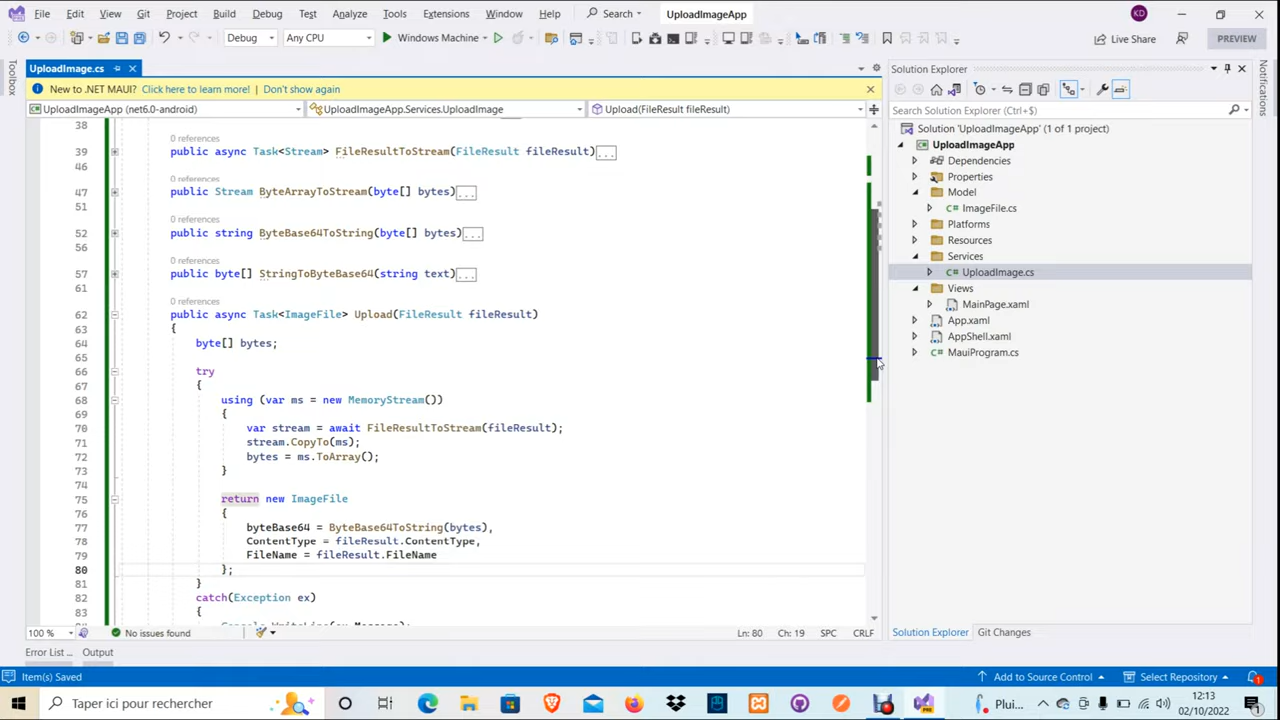 File Edit View Git Project Build Debug Test Analyze Tools Extensions Window Help Search UploadImageApp KD
Debug Any CPU Windows Machine Live Share PREVIEW
Toolbox
UploadImage.cs
New to .NET MAUI? Click here to learn more! Don't show again
UploadImageApp (net6.0-android) UploadImageApp.Services.UploadImage Upload(FileResult fileResult)
38
0 references
39 public async Task<Stream> FileResultToStream(FileResult fileResult)...
46
0 references
47 public Stream ByteArrayToStream(byte[] bytes)...
51
0 references
52 public string ByteBase64ToString(byte[] bytes)...
56
0 references
57 public byte[] StringToByteBase64(string text)...
61
0 references
62 public async Task<ImageFile> Upload(FileResult fileResult)
63 {
64 byte[] bytes;
65
66 try
67 {
68 using (var ms = new MemoryStream())
69 {
70 var stream = await FileResultToStream(fileResult);
71 stream.CopyTo(ms);
72 bytes = ms.ToArray();
73 }
74
75 return new ImageFile
76 {
77 byteBase64 = ByteBase64ToString(bytes),
78 ContentType = fileResult.ContentType,
79 FileName = fileResult.FileName
80 };
81 }
82 catch(Exception ex)
83 {
84 Console.WriteLine(ex.Message);
100 % No issues found Ln: 80 Ch: 19 SPC CRLF
Error List ... Output
Solution Explorer
Search Solution Explorer (Ctrl+$)
Solution 'UploadImageApp' (1 of 1 project)
UploadImageApp
Dependencies
Properties
Model
C# ImageFile.cs
Platforms
Resources
Services
C# UploadImage.cs
Views
MainPage.xaml
App.xaml
AppShell.xaml
C# MauiProgram.cs
Solution Explorer Git Changes
Notifications
Item(s) Saved Add to Source Control Select Repository 1
Taper ici pour rechercher Plui... 12:13
02/10/2022